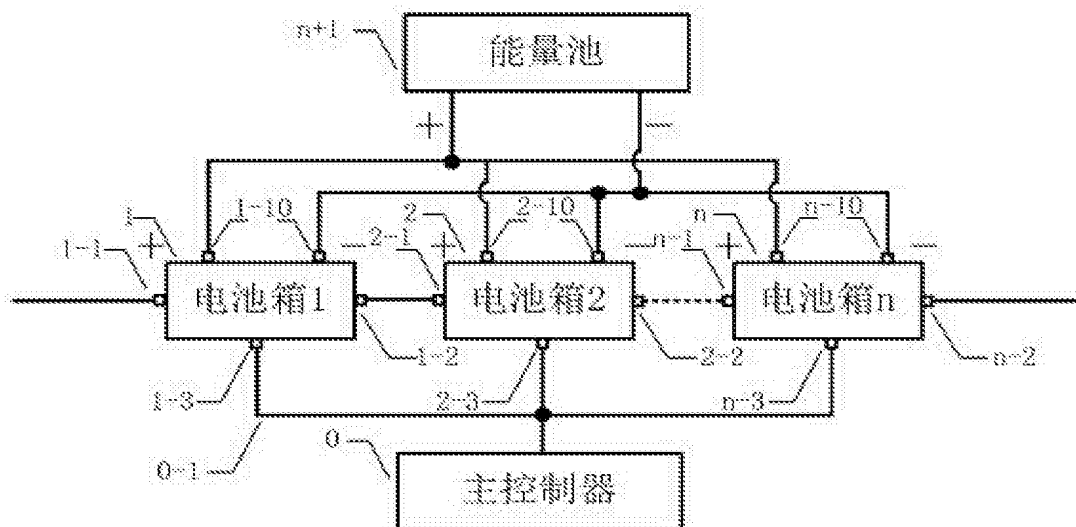 n+1
能量池
+ −
1 1-10 2 2-10 n n-10
1-1 + − 2-1 + − n-1 + −
电池箱1 电池箱2 电池箱n
1-2 2-2 n-2
1-3 2-3 n-3
0-1 0
主控制器